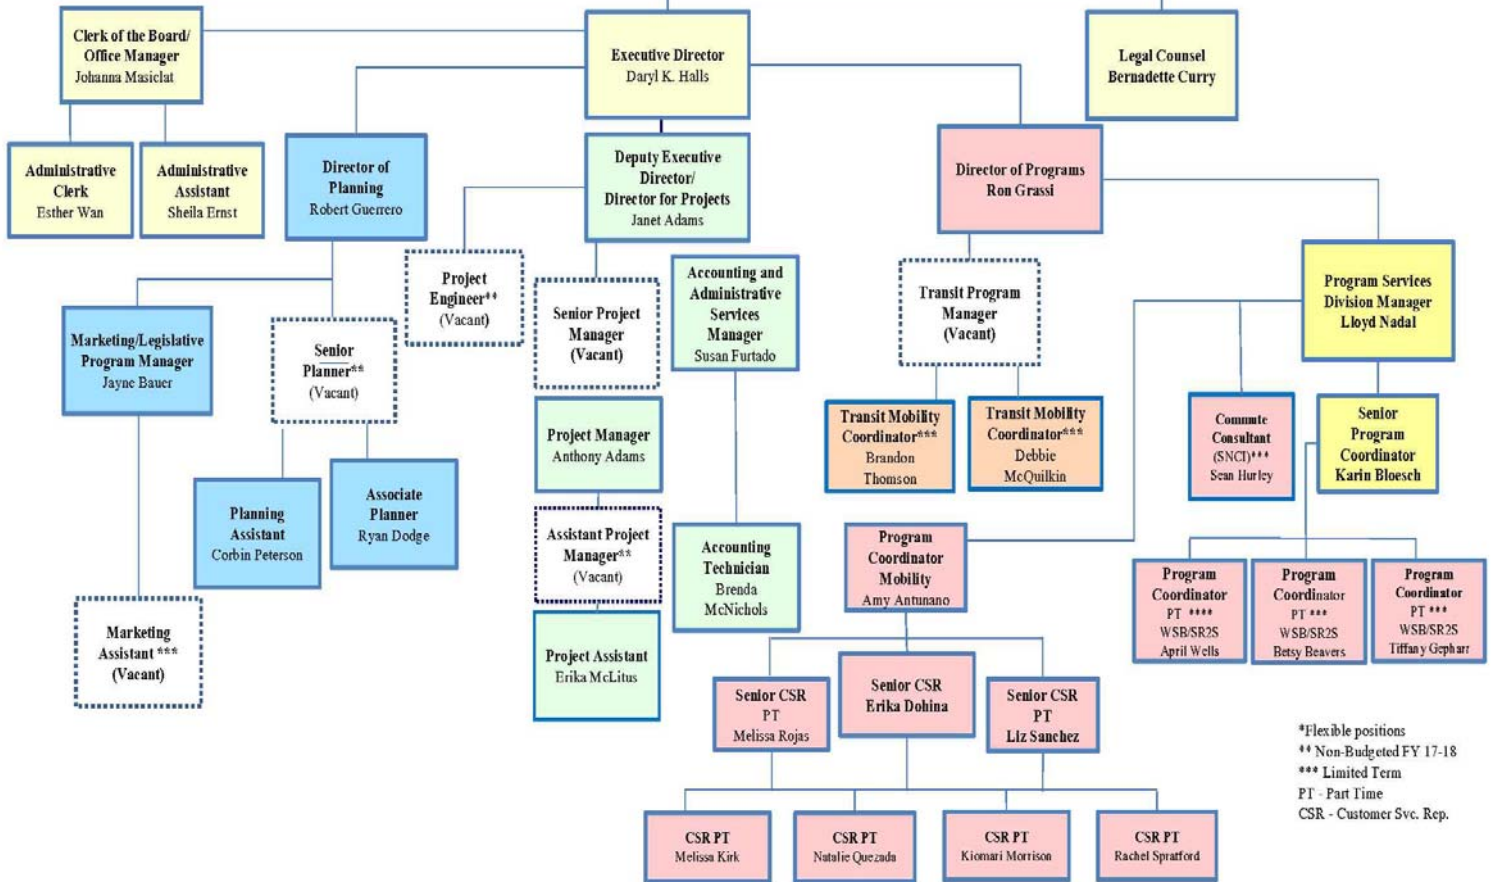 Clerk of the Board/
Office Manager
Johanna Masiclat
Executive Director
Daryl K. Halls
Legal Counsel
Bernadette Curry
Administrative
Clerk
Esther Wan
Administrative
Assistant
Sheila Ernst
Director of
Planning
Robert Guerrero
Deputy Executive
Director/
Director for Projects
Janet Adams
Director of Programs
Ron Grassi
Project
Engineer**
(Vacant)
Senior Project
Manager
(Vacant)
Accounting and
Administrative
Services
Manager
Susan Furtado
Transit Program
Manager
(Vacant)
Program Services
Division Manager
Lloyd Nadal
Marketing/Legislative
Program Manager
Jayne Bauer
Senior
Planner**
(Vacant)
Project Manager
Anthony Adams
Transit Mobility
Coordinator***
Brandon
Thomson
Transit Mobility
Coordinator***
Debbie
McQuilkin
Commute
Consultant
(SNCI)***
Sean Hurley
Senior
Program
Coordinator
Karin Bloesch
Planning
Assistant
Corbin Peterson
Associate
Planner
Ryan Dodge
Assistant Project
Manager**
(Vacant)
Accounting
Technician
Brenda
McNichols
Program
Coordinator
Mobility
Amy Antunano
Program
Coordinator
PT ****
WSB/SR2S
April Wells
Program
Coordinator
PT ***
WSB/SR2S
Betsy Beavers
Program
Coordinator
PT ***
WSB/SR2S
Tiffany Gepharr
Marketing
Assistant ***
(Vacant)
Project Assistant
Erika McLitus
Senior CSR
PT
Melissa Rojas
Senior CSR
Erika Dohina
Senior CSR
PT
Liz Sanchez
CSR PT
Melissa Kirk
CSR PT
Natalie Quezada
CSR PT
Kiomari Morrison
CSR PT
Rachel Spratford
*Flexible positions
** Non-Budgeted FY 17-18
*** Limited Term
PT - Part Time
CSR - Customer Svc. Rep.